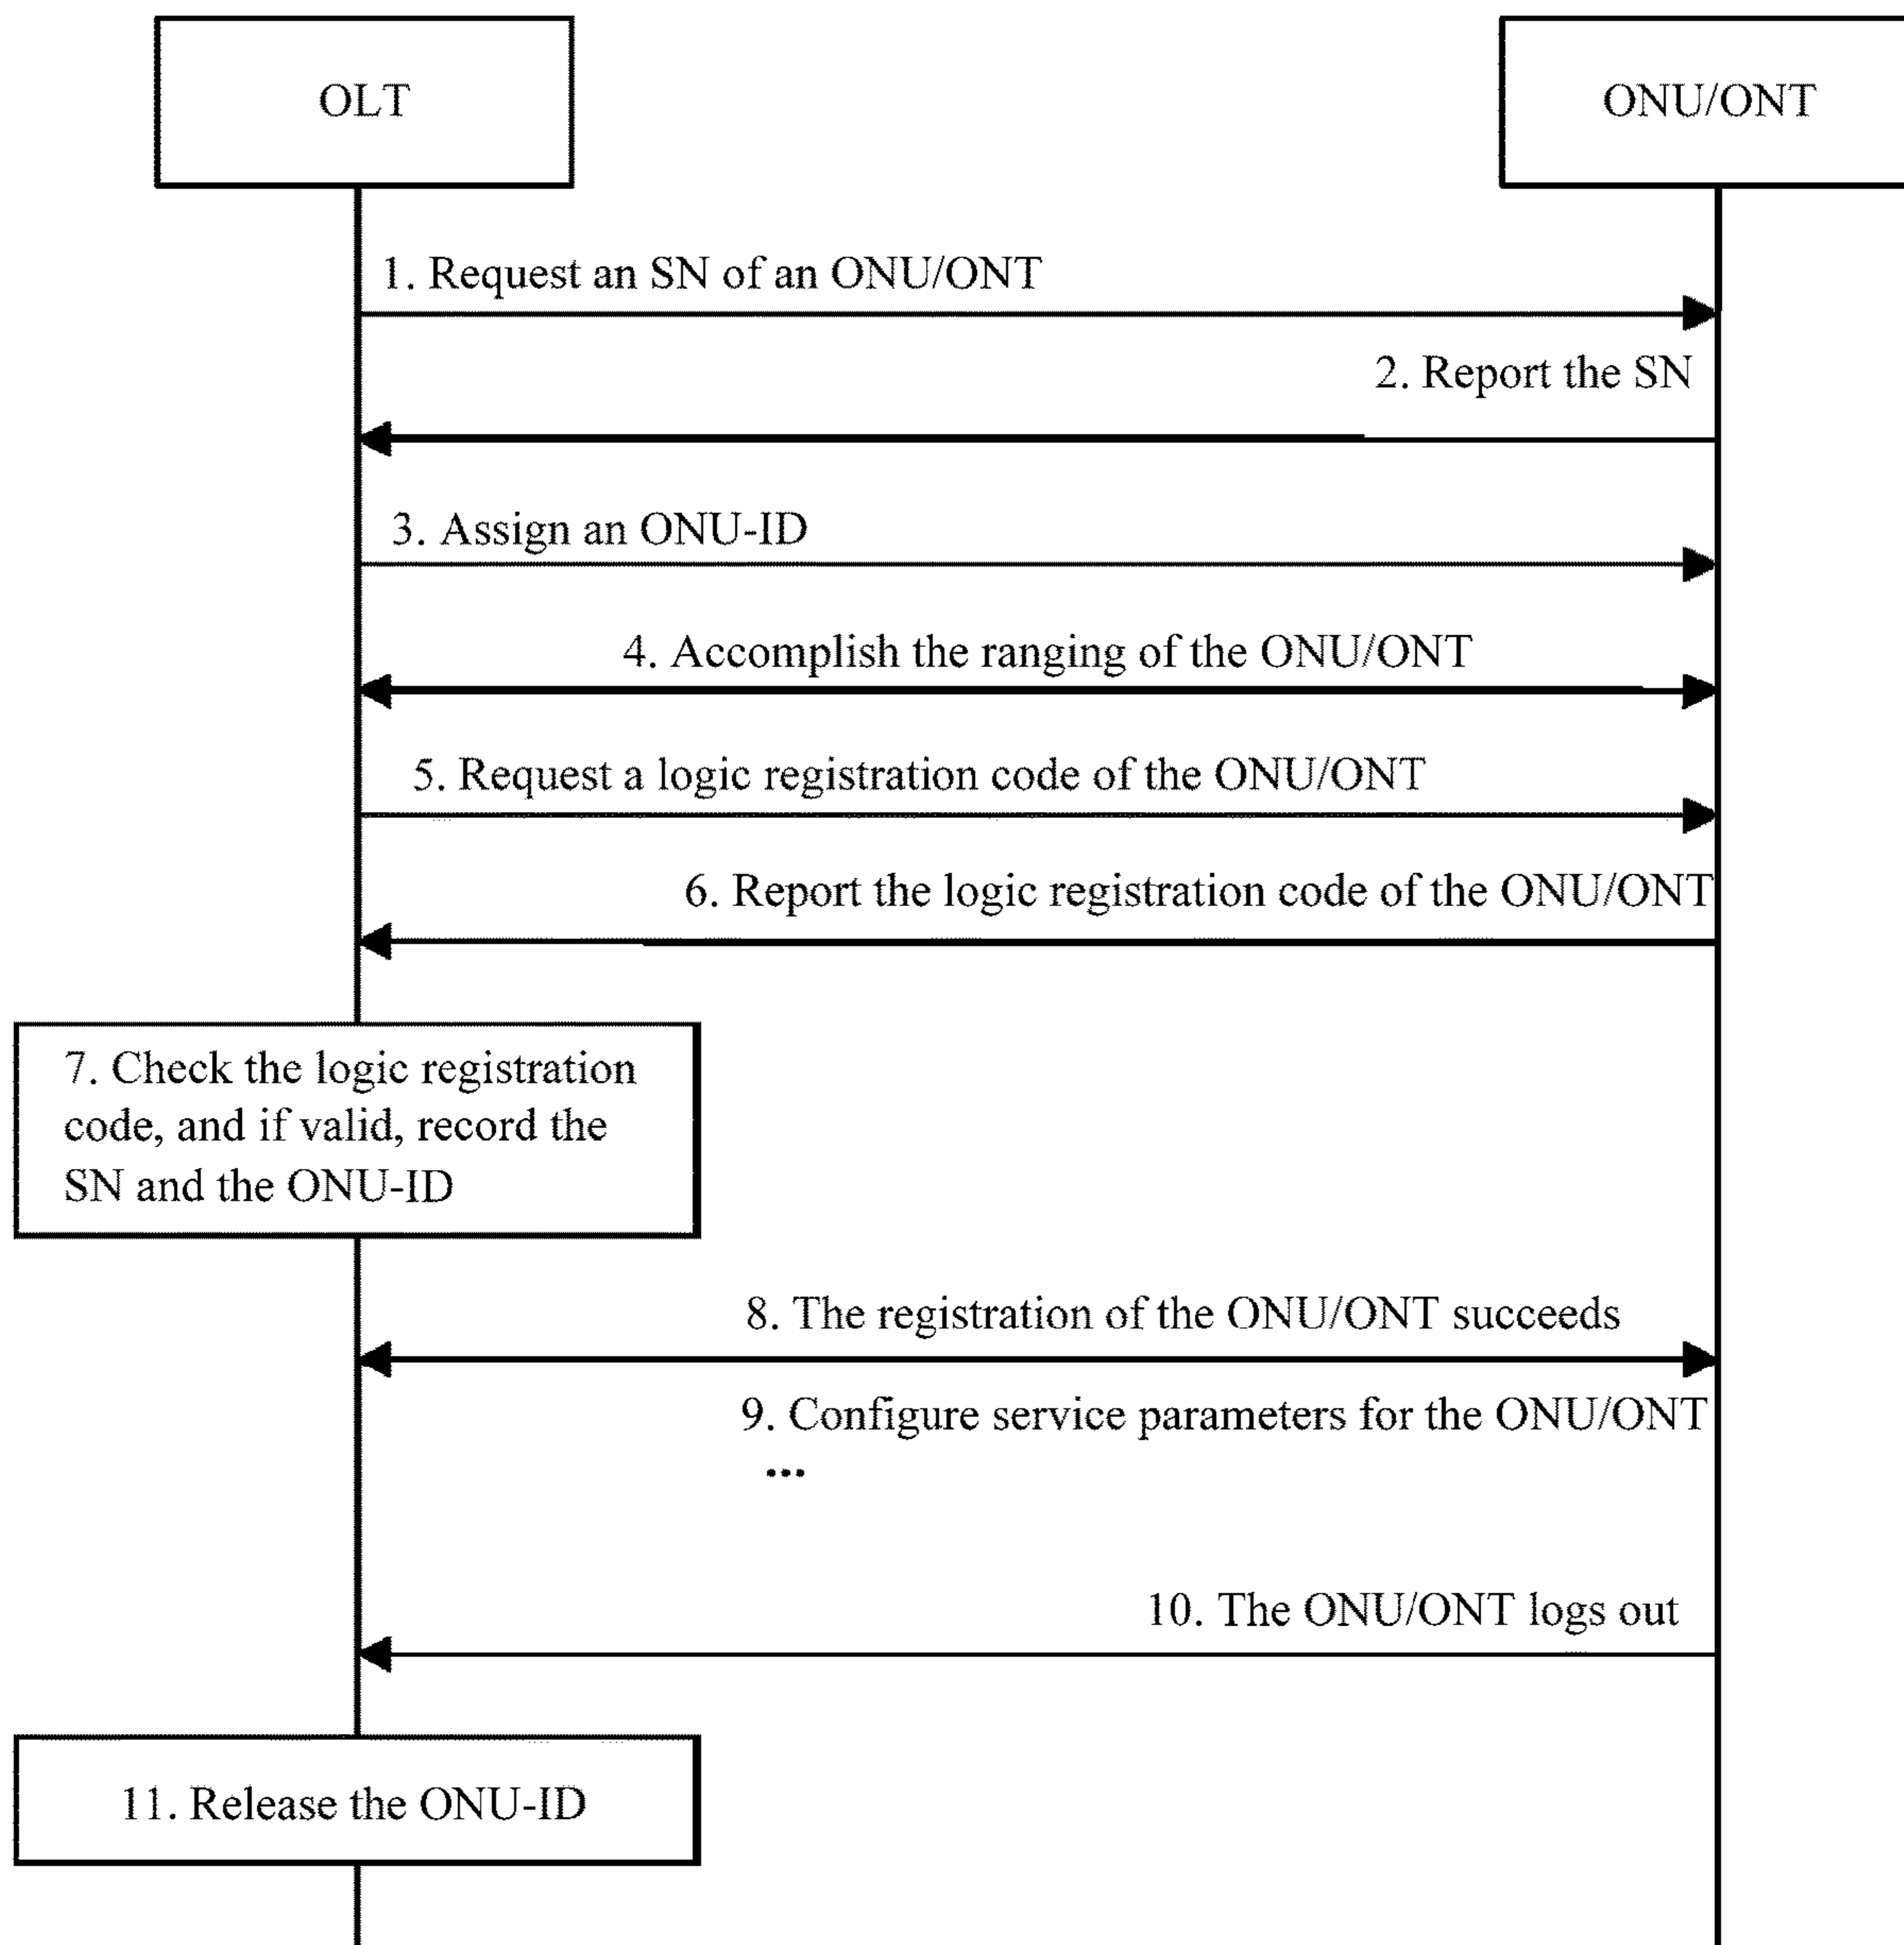 OLT
ONU/ONT
1. Request an SN of an ONU/ONT
2. Report the SN
3. Assign an ONU-ID
4. Accomplish the ranging of the ONU/ONT
5. Request a logic registration code of the ONU/ONT
6. Report the logic registration code of the ONU/ONT
7. Check the logic registration
code, and if valid, record the
SN and the ONU-ID
8. The registration of the ONU/ONT succeeds
9. Configure service parameters for the ONU/ONT
...
10. The ONU/ONT logs out
11. Release the ONU-ID